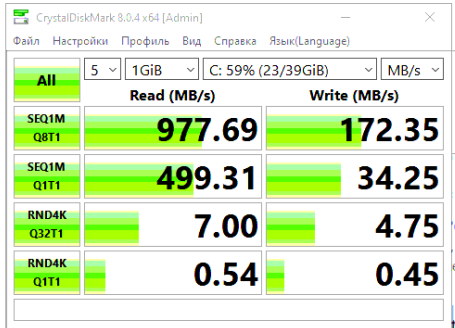 CrystalDiskMark 8.0.4 x64 [Admin]
Файл Настройки Профиль Вид Справка Язык(Language)
All 5 1GiB C: 59% (23/39GiB) MB/s
Read (MB/s) Write (MB/s)
SEQ1M Q8T1 977.69 172.35
SEQ1M Q1T1 499.31 34.25
RND4K Q32T1 7.00 4.75
RND4K Q1T1 0.54 0.45